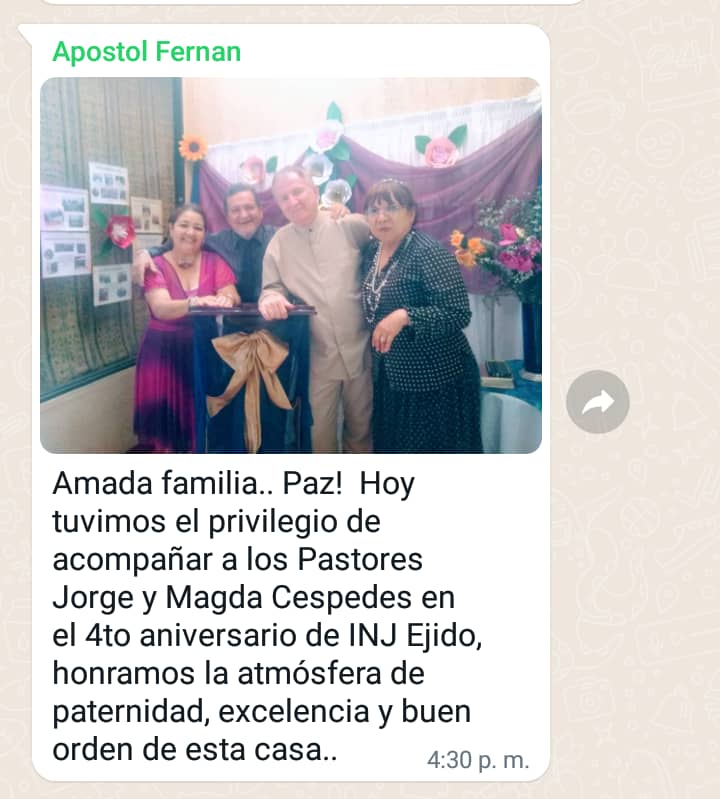 Apostol Fernan
Amada familia.. Paz!  Hoy
tuvimos el privilegio de
acompañar a los Pastores
Jorge y Magda Cespedes en
el 4to aniversario de INJ Ejido,
honramos la atmósfera de
paternidad, excelencia y buen
orden de esta casa..
4:30 p. m.